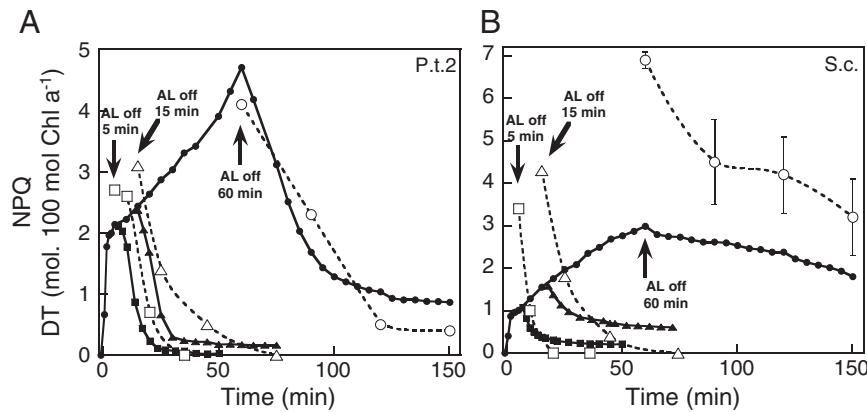 A
B
NPQ
DT (mol. 100 mol Chl a⁻¹)
5
4
3
2
1
0
P.t.2
AL off
5 min
AL off
15 min
AL off
60 min
0
50
100
150
Time (min)
7
6
5
4
3
2
1
0
S.c.
AL off
5 min
AL off
15 min
AL off
60 min
0
50
100
150
Time (min)